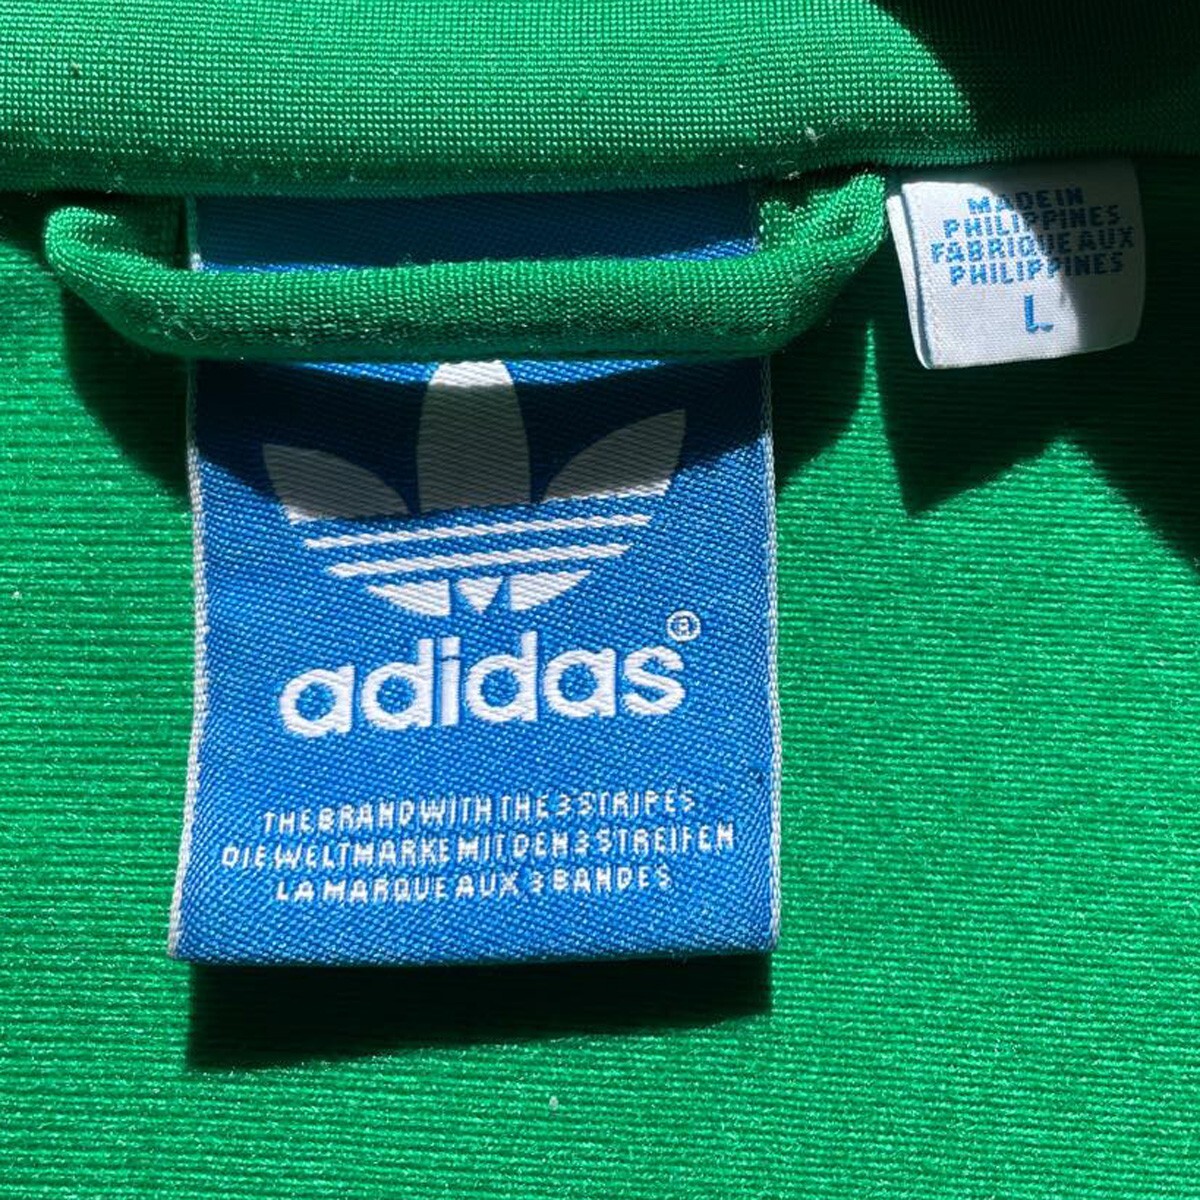 MADE IN
PHILIPPINES
FABRIQUE AUX
PHILIPPINES
L
adidas®
THE BRAND WITH THE 3 STRIPES
DIE WELTMARKE MIT DEN 3 STREIFEN
LA MARQUE AUX 3 BANDES